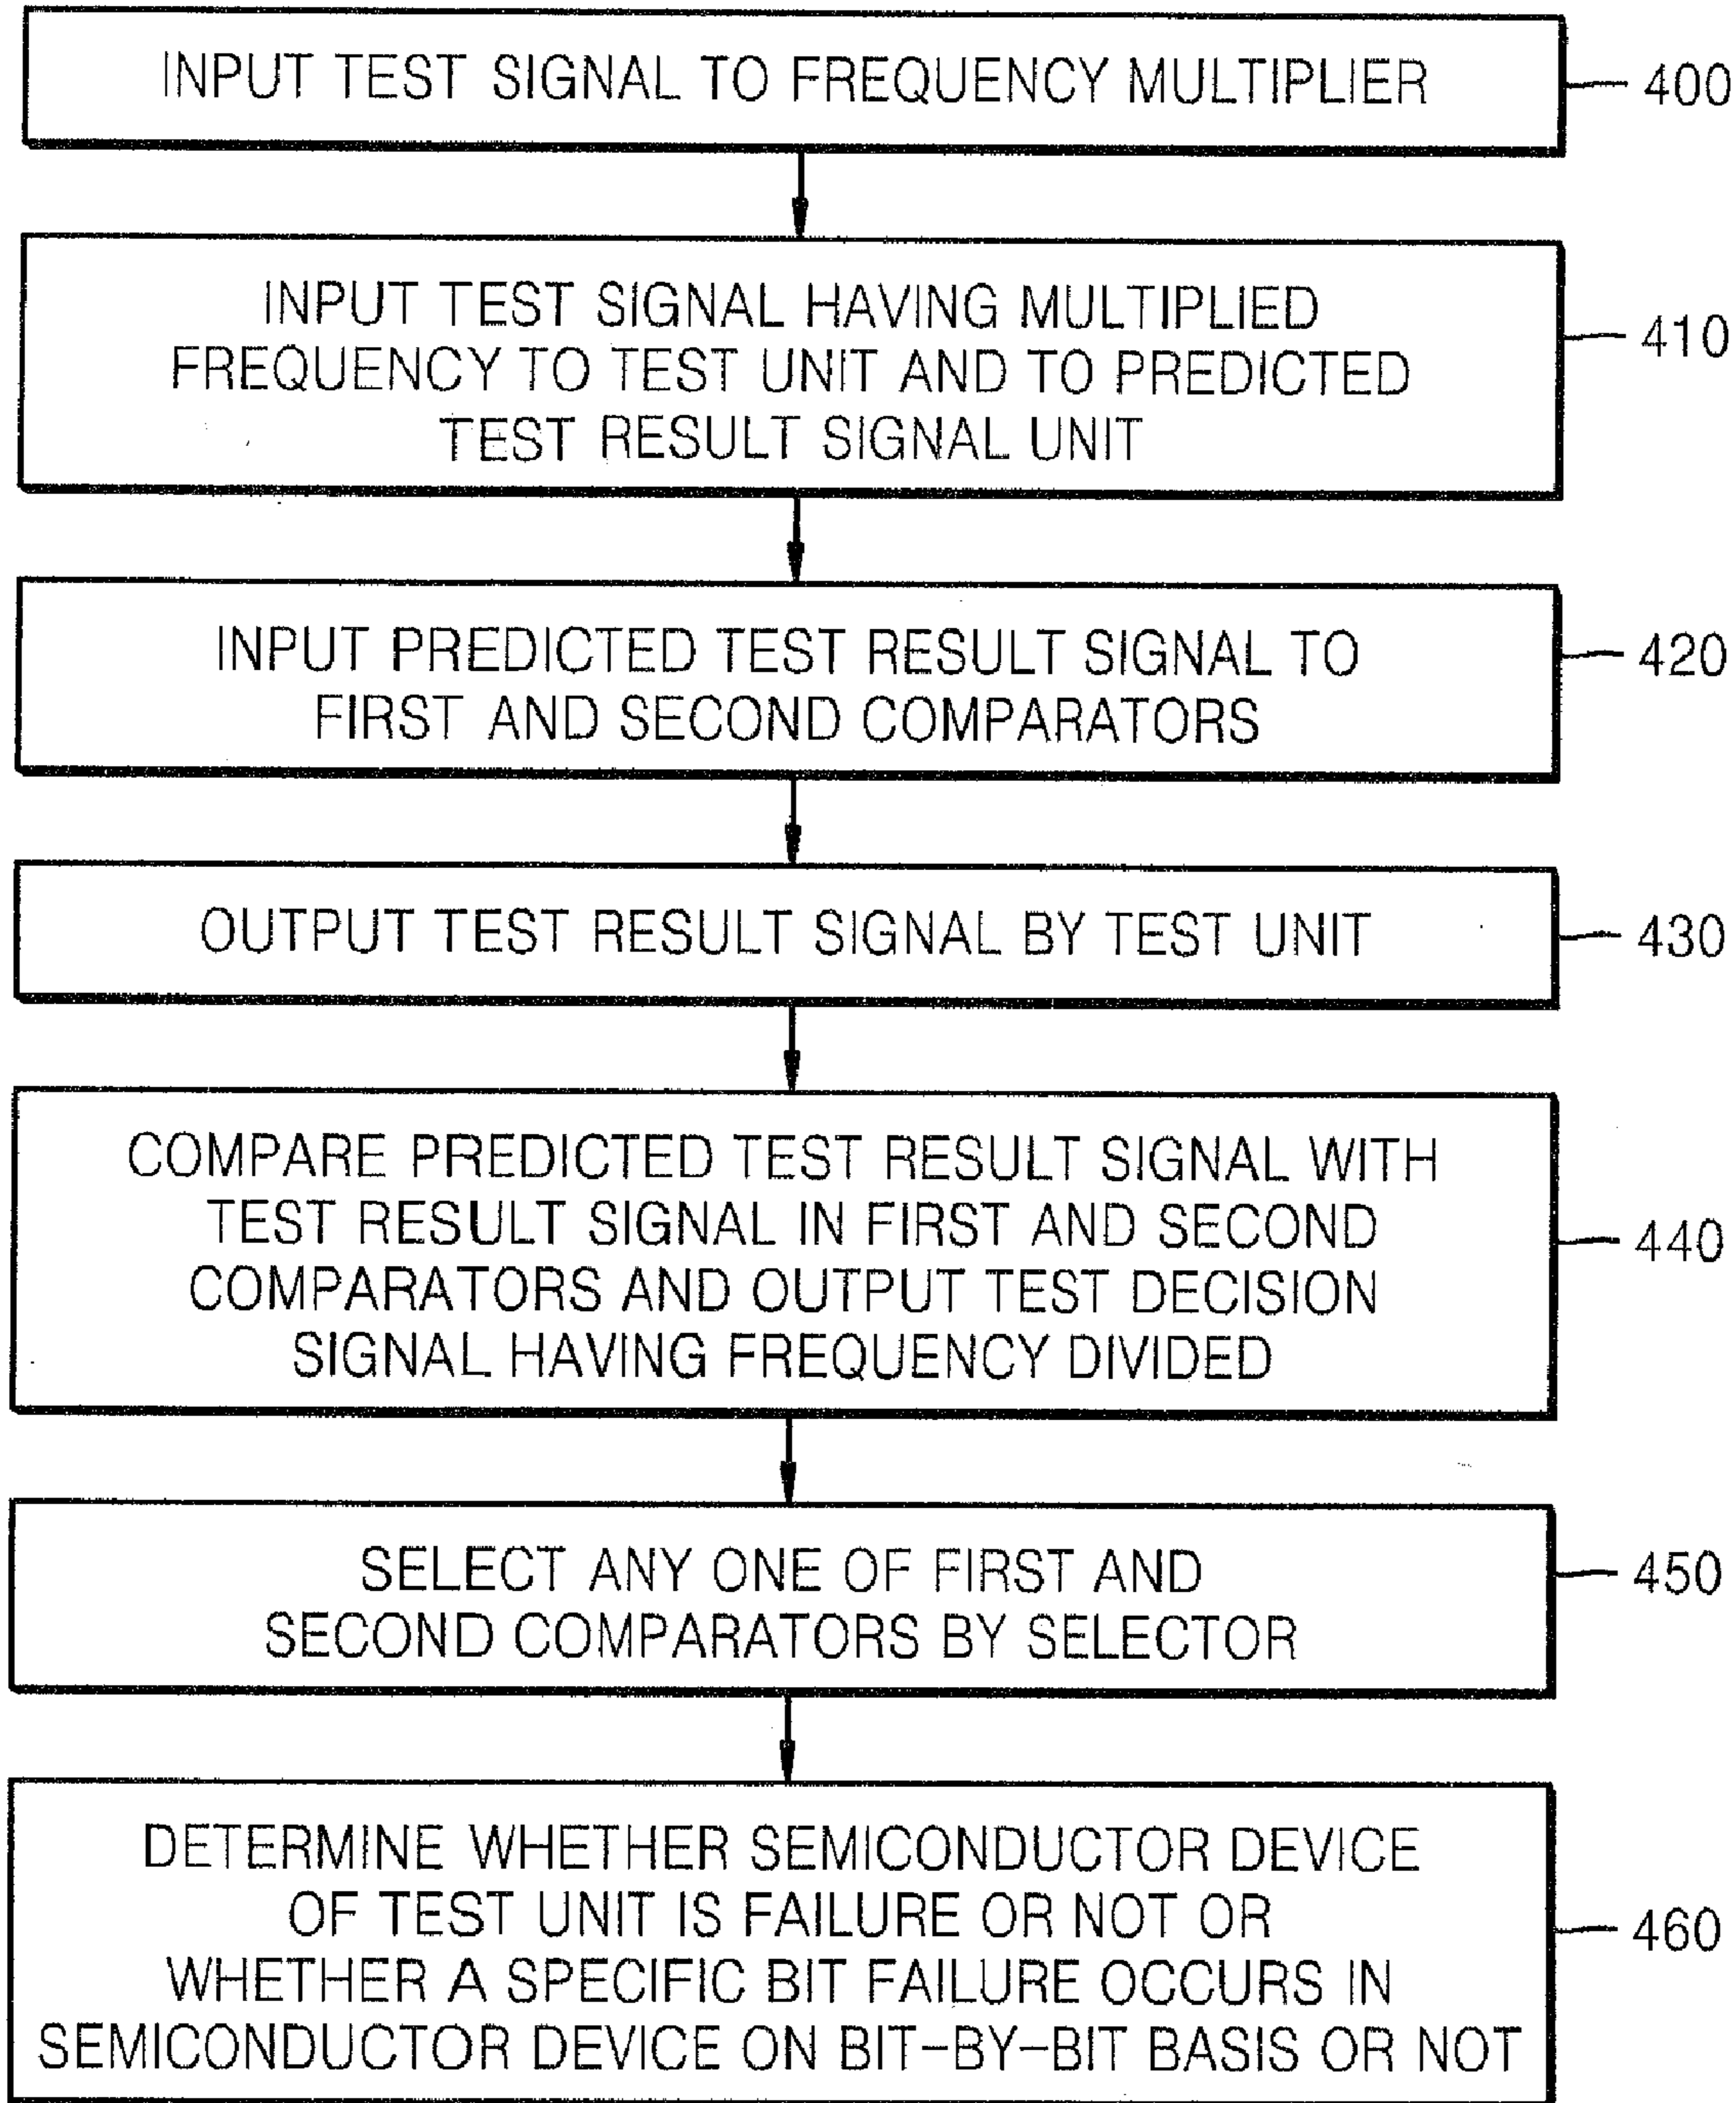 INPUT TEST SIGNAL TO FREQUENCY MULTIPLIER
400
INPUT TEST SIGNAL HAVING MULTIPLIED
FREQUENCY TO TEST UNIT AND TO PREDICTED
TEST RESULT SIGNAL UNIT
410
INPUT PREDICTED TEST RESULT SIGNAL TO
FIRST AND SECOND COMPARATORS
420
OUTPUT TEST RESULT SIGNAL BY TEST UNIT
430
COMPARE PREDICTED TEST RESULT SIGNAL WITH
TEST RESULT SIGNAL IN FIRST AND SECOND
COMPARATORS AND OUTPUT TEST DECISION
SIGNAL HAVING FREQUENCY DIVIDED
440
SELECT ANY ONE OF FIRST AND
SECOND COMPARATORS BY SELECTOR
450
DETERMINE WHETHER SEMICONDUCTOR DEVICE
OF TEST UNIT IS FAILURE OR NOT OR
WHETHER A SPECIFIC BIT FAILURE OCCURS IN
SEMICONDUCTOR DEVICE ON BIT-BY-BIT BASIS OR NOT
460